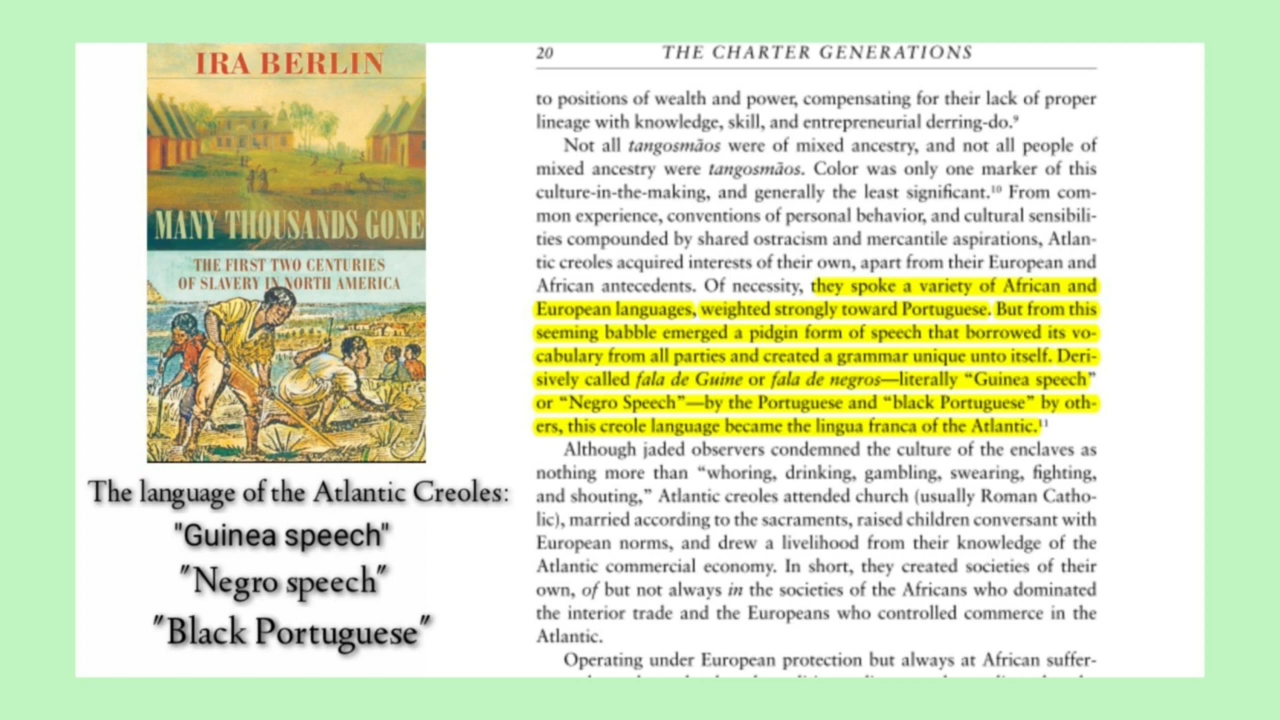 IRA BERLIN
MANY THOUSANDS GONE
THE FIRST TWO CENTURIES
OF SLAVERY IN NORTH AMERICA
The language of the Atlantic Creoles:
"Guinea speech"
"Negro speech"
"Black Portuguese"
20 THE CHARTER GENERATIONS
to positions of wealth and power, compensating for their lack of proper
lineage with knowledge, skill, and entrepreneurial derring-do.⁹
Not all tangosmãos were of mixed ancestry, and not all people of
mixed ancestry were tangosmãos. Color was only one marker of this
culture-in-the-making, and generally the least significant.¹⁰ From com-
mon experience, conventions of personal behavior, and cultural sensibili-
ties compounded by shared ostracism and mercantile aspirations, Atlan-
tic creoles acquired interests of their own, apart from their European and
African antecedents. Of necessity, they spoke a variety of African and
European languages, weighted strongly toward Portuguese. But from this
seeming babble emerged a pidgin form of speech that borrowed its vo-
cabulary from all parties and created a grammar unique unto itself. Deri-
sively called fala de Guine or fala de negros—literally “Guinea speech”
or “Negro Speech”—by the Portuguese and “black Portuguese” by oth-
ers, this creole language became the lingua franca of the Atlantic.¹¹
Although jaded observers condemned the culture of the enclaves as
nothing more than “whoring, drinking, gambling, swearing, fighting,
and shouting,” Atlantic creoles attended church (usually Roman Catho-
lic), married according to the sacraments, raised children conversant with
European norms, and drew a livelihood from their knowledge of the
Atlantic commercial economy. In short, they created societies of their
own, of but not always in the societies of the Africans who dominated
the interior trade and the Europeans who controlled commerce in the
Atlantic.
Operating under European protection but always at African suffer-